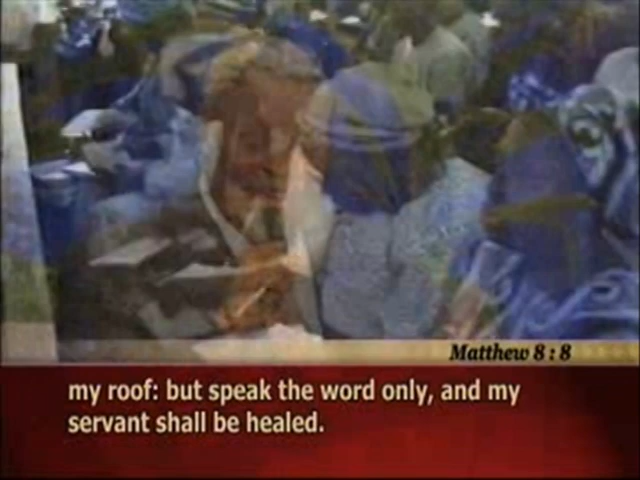 Matthew 8 : 8
my roof: but speak the word only, and my
servant shall be healed.